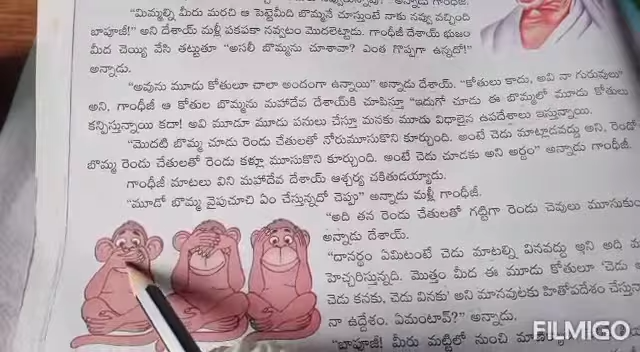 అన్నాడు గాంధీజీ.
"మిమ్మల్ని మీరు మరచి ఆ పెట్టెమీది బొమ్మనే చూస్తుంటే నాకు నవ్వు వచ్చింది
బాపూజీ!" అని దేశాయ్ మళ్లీ పకపకా నవ్వటం మొదలెట్టాడు. గాంధీజీ దేశాయ్ భుజం
మీద చెయ్యి వేసి తట్టుతూ "అసలీ బొమ్మను చూశావా? ఎంత గొప్పగా ఉన్నదో!"
అన్నాడు.
"అవును మూడు కోతులూ చాలా అందంగా ఉన్నాయి" అన్నాడు దేశాయ్. "కోతులు కాదు, అవి నా గురువులూ
అని, గాంధీజీ ఆ కోతుల బొమ్మను మహాదేవ దేశాయ్‌కి చూపిస్తూ "ఇదుగో చూడు ఈ బొమ్మలో మూడు కోతులు
కన్పిస్తున్నాయి కదా! అవి మూడూ మూడు పనులు చేస్తూ మనకు మూడు విధాలైన ఉపదేశాలు ఇస్తున్నాయి.
"మొదటి బొమ్మ చూడు రెండు చేతులతో నోరుమూసుకొని కూర్చుంది. అంటే చెడు మాట్లాడవద్దు అని, రెండో
బొమ్మ రెండు చేతులతో రెండు కళ్లూ మూసుకొని కూర్చుంది. అంటే చెడు చూడకు అని అర్థం" అన్నాడు గాంధీజీ.
గాంధీజీ మాటలు విని మహాదేవ దేశాయ్ ఆశ్చర్య చకితుడయ్యాడు.
"మూడో బొమ్మ వైపుచూచి ఏం చేస్తున్నదో చెప్పు" అన్నాడు మళ్లీ గాంధీజీ.
"అది తన రెండు చేతులతో గట్టిగా రెండు చెవులు
అన్నాడు దేశాయ్.
"దానర్థం ఏమిటంటే చెడు మాటల్ని వినవద్దు అని అది
హెచ్చరిస్తున్నది. మొత్తం మీద ఈ మూడు కోతులూ 'చెడు
చెడు కనకు, చెడు వినకు' అని మానవులకు హితోపదేశం
నా ఉద్దేశం. ఏమంటావ్?" అన్నాడు.
"బాపూజీ! మీరు మట్టిలో నుంచి
FILMIGO